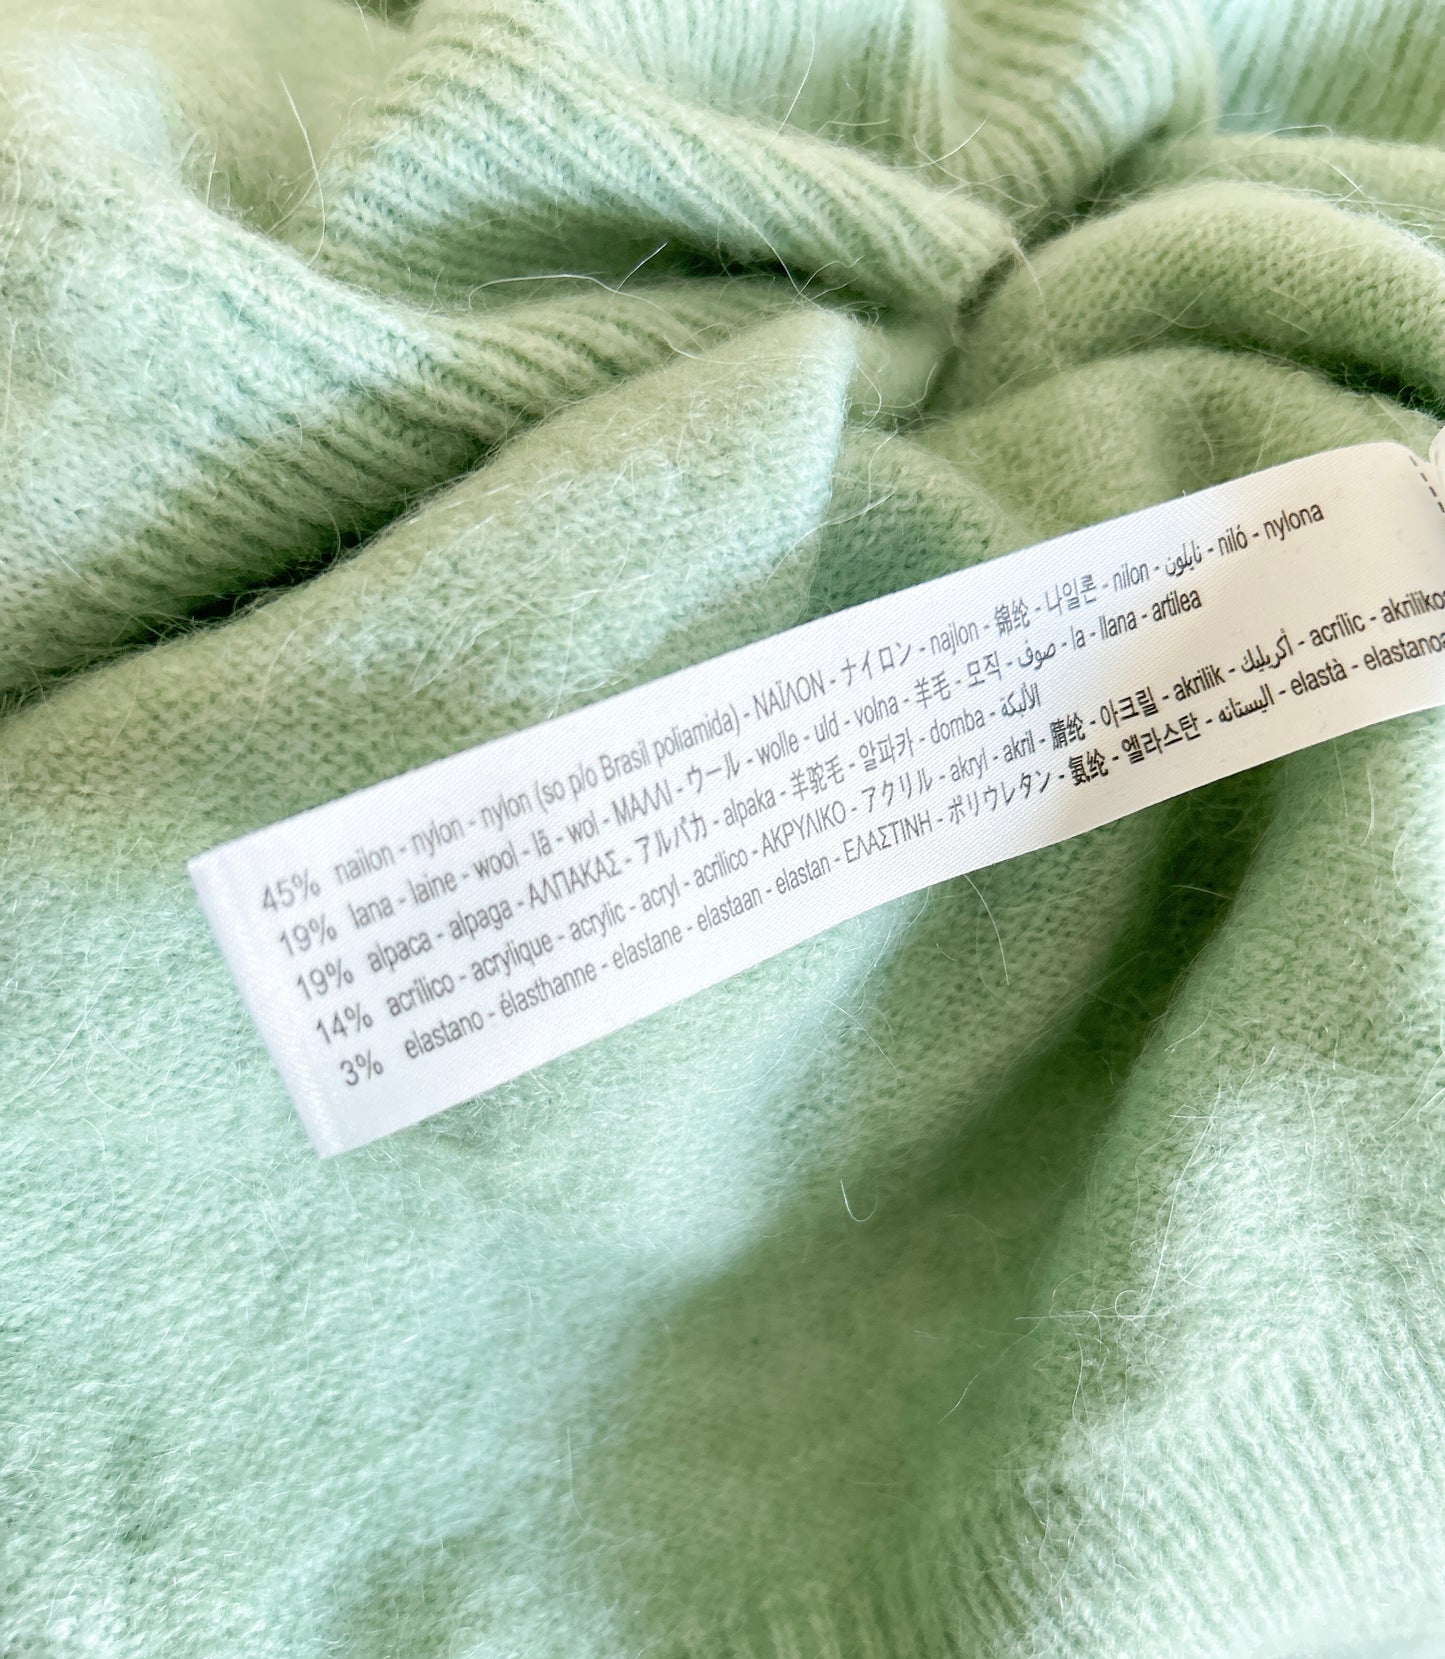 45% nailon - nylon - nylon (so p/o Brasil poliamida) - ΝΑΪΛΟΝ - ナイロン - najlon - 锦纶 - 나일론 - nilon - نايلون - niló - nylona
19% lana - laine - wool - lã - wol - ΜΑΛΛΙ - ウール - wolle - uld - volna - 羊毛 - 모직 - صوف - la - llana - artilea
19% alpaca - alpaga - ΑΛΠΑΚΑΣ - アルパカ - alpaka - 羊驼毛 - 알파카 - domba - الألبكة
14% acrílico - acrylique - acrylic - acryl - acrilico - ΑΚΡΥΛΙΚΟ - アクリル - akryl - akril - 腈纶 - 아크릴 - akrilik - أكريليك - acrílic - akrilikoa
3% elastano - élasthanne - elastane - elastaan - elastan - ΕΛΑΣΤΙΝΗ - ポリウレタン - 氨纶 - 엘라스탄 - اليستانه - elastà - elastanoa